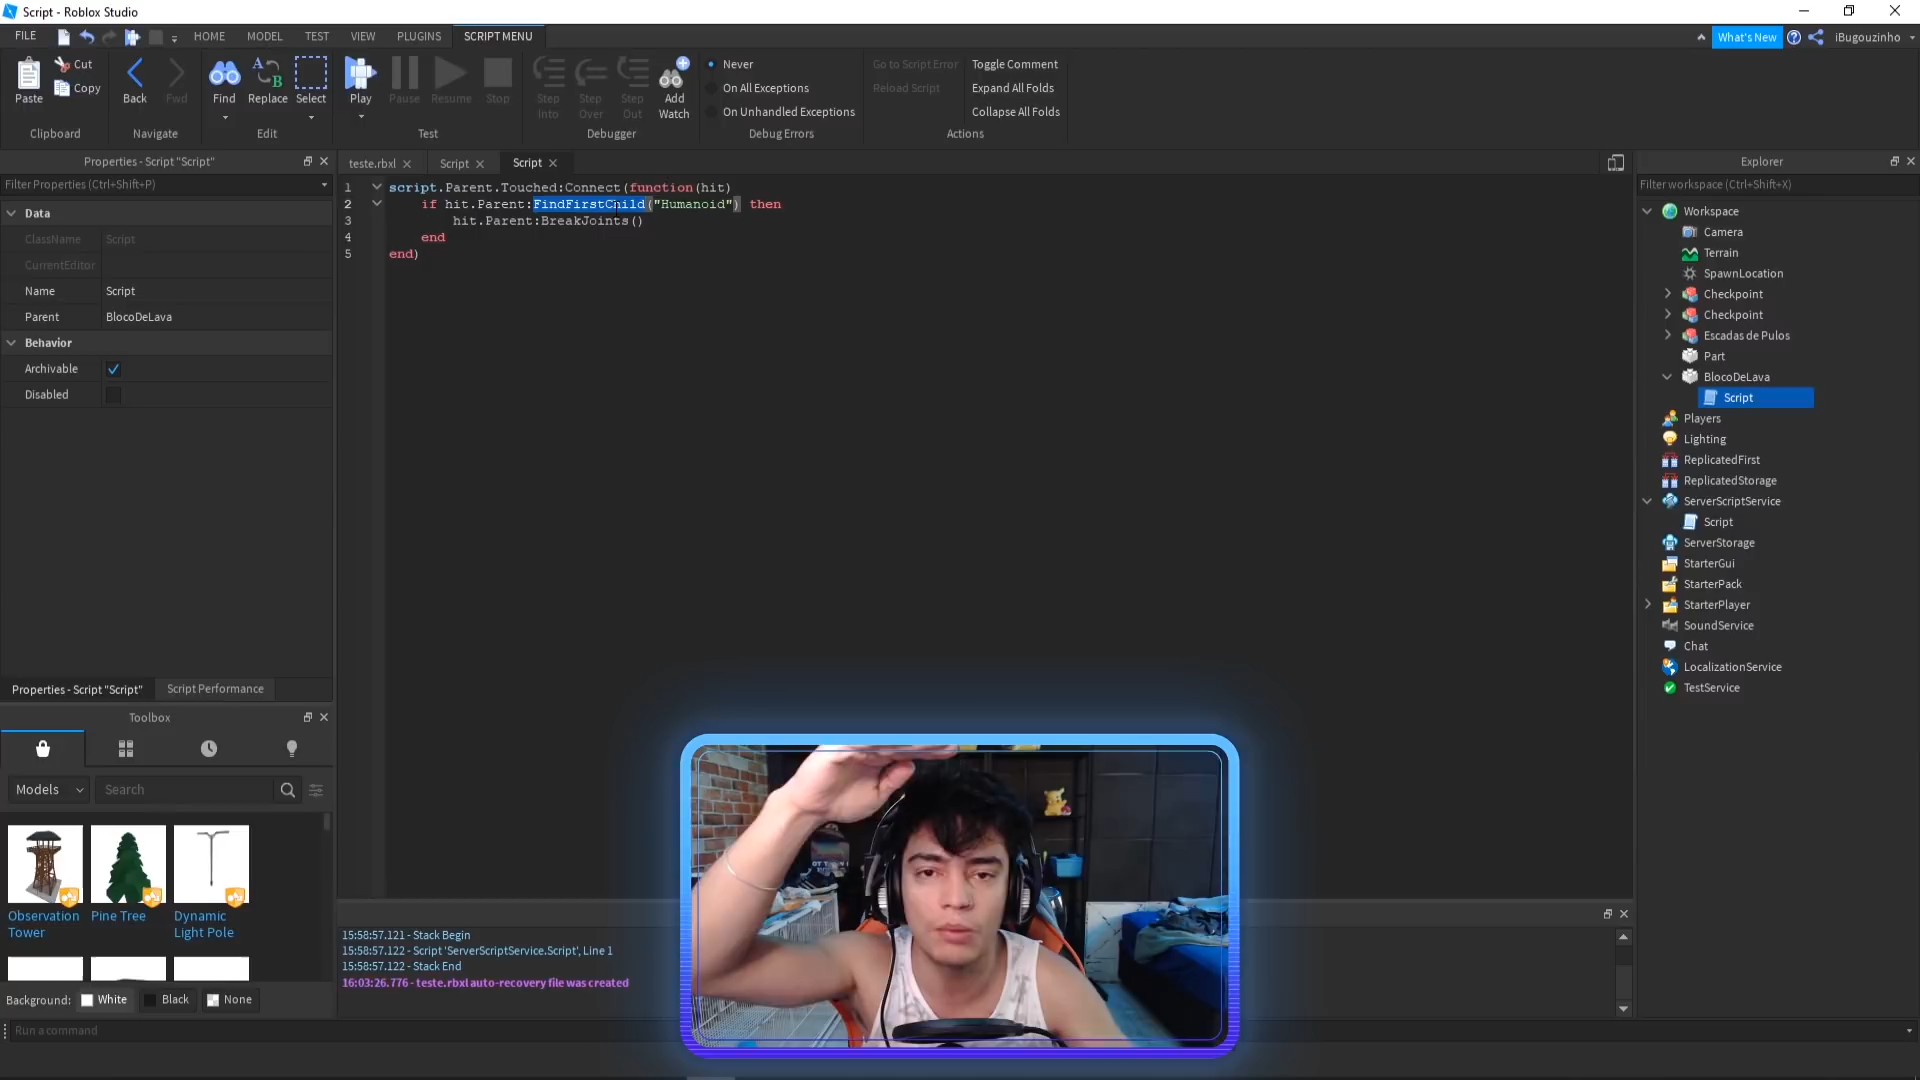 Script - Roblox Studio
FILE
HOME
MODEL
TEST
VIEW
PLUGINS
SCRIPT MENU
What's New
iBugouzinho
Paste
Cut
Copy
Clipboard
Back
Fwd
Navigate
Find
Replace
Select
Edit
Play
Pause
Resume
Stop
Test
Step Into
Step Over
Step Out
Add Watch
Debugger
Never
On All Exceptions
On Unhandled Exceptions
Debug Errors
Go to Script Error
Reload Script
Toggle Comment
Expand All Folds
Collapse All Folds
Actions
Properties - Script "Script"
Filter Properties (Ctrl+Shift+P)
Data
ClassName Script
CurrentEditor
Name Script
Parent BlocoDeLava
Behavior
Archivable
Disabled
Properties - Script "Script"
Script Performance
Toolbox
Models
Search
Observation Tower
Pine Tree
Dynamic Light Pole
Background: White Black None
Run a command
teste.rbxl
Script
Script
1 script.Parent.Touched:Connect(function(hit)
2 if hit.Parent:FindFirstChild("Humanoid") then
3 hit.Parent:BreakJoints()
4 end
5 end)
15:58:57.121 - Stack Begin
15:58:57.122 - Script 'ServerScriptService.Script', Line 1
15:58:57.122 - Stack End
16:03:26.776 - teste.rbxl auto-recovery file was created
Explorer
Filter workspace (Ctrl+Shift+X)
Workspace
Camera
Terrain
SpawnLocation
Checkpoint
Checkpoint
Escadas de Pulos
Part
BlocoDeLava
Script
Players
Lighting
ReplicatedFirst
ReplicatedStorage
ServerScriptService
Script
ServerStorage
StarterGui
StarterPack
StarterPlayer
SoundService
Chat
LocalizationService
TestService